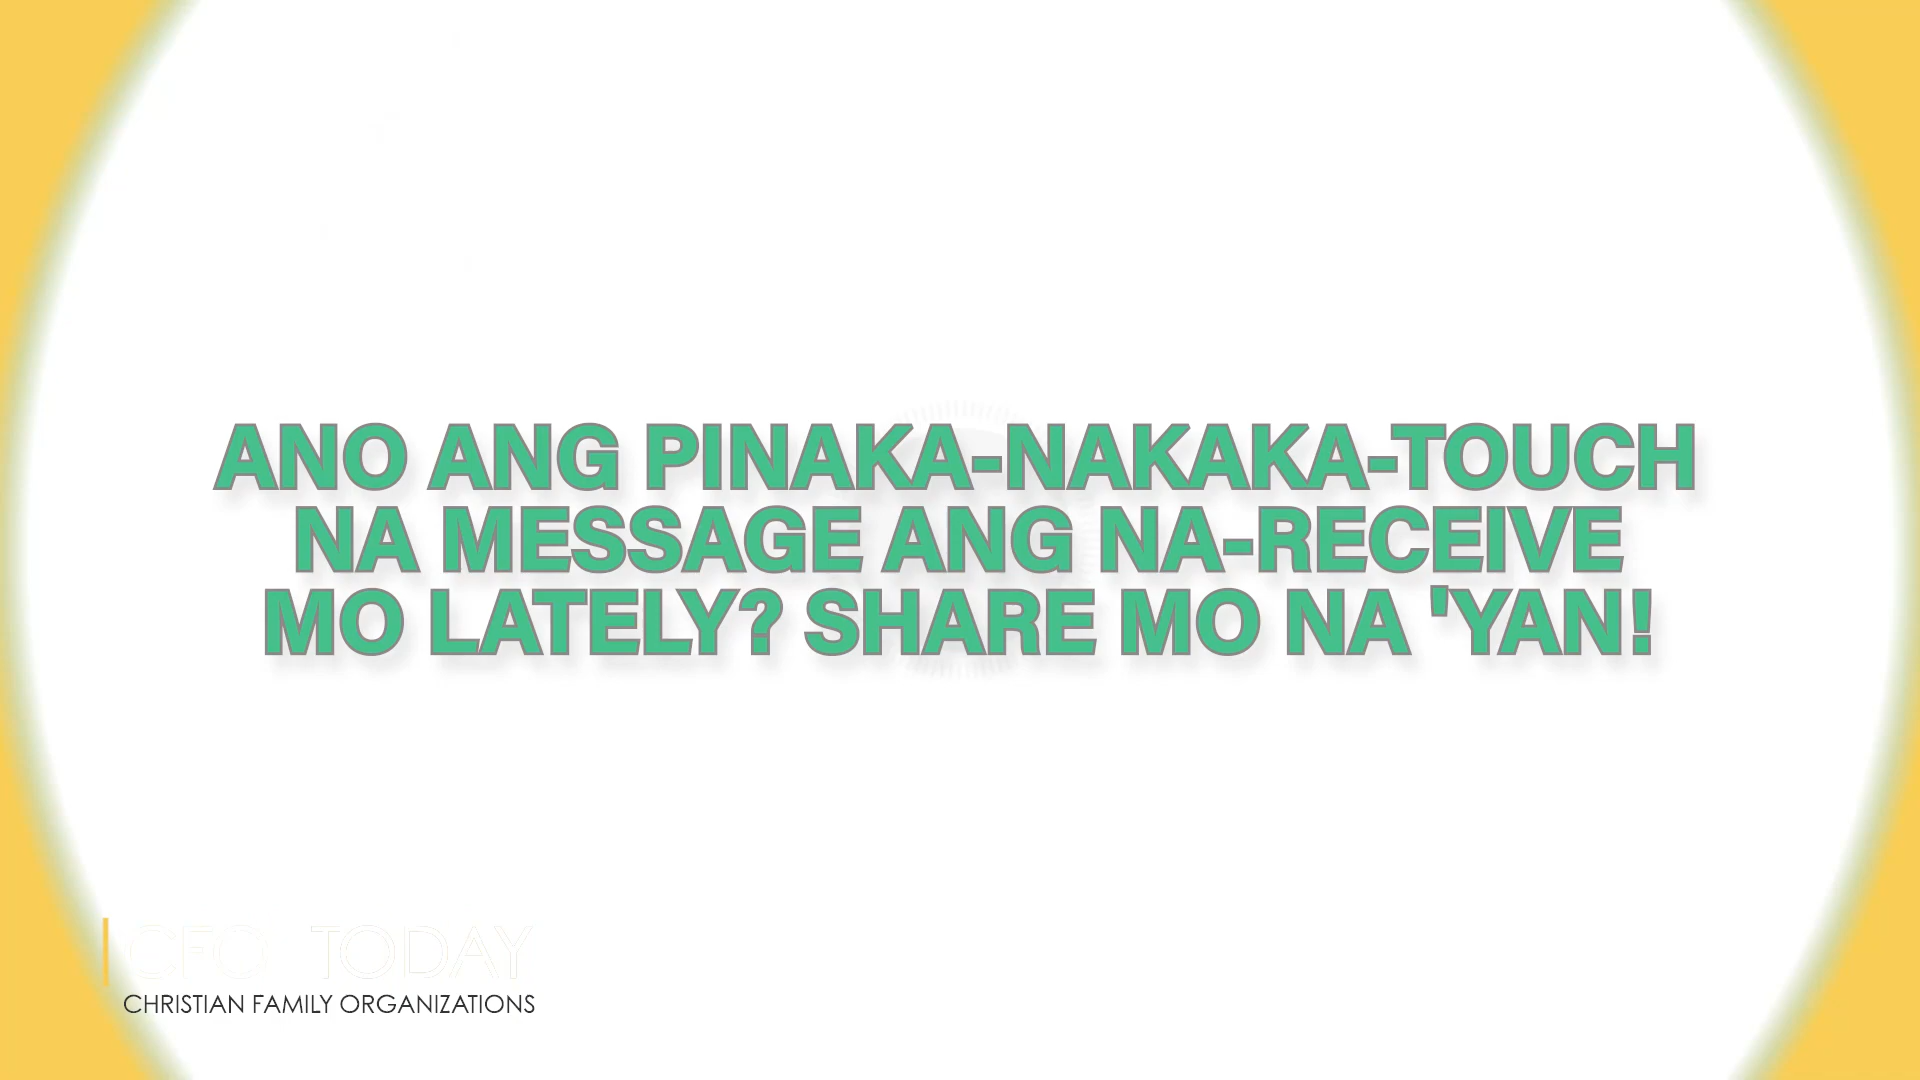 ANO ANG PINAKA-NAKAKA-TOUCH
NA MESSAGE ANG NA-RECEIVE
MO LATELY? SHARE MO NA 'YAN!
CFO TODAY
CHRISTIAN FAMILY ORGANIZATIONS